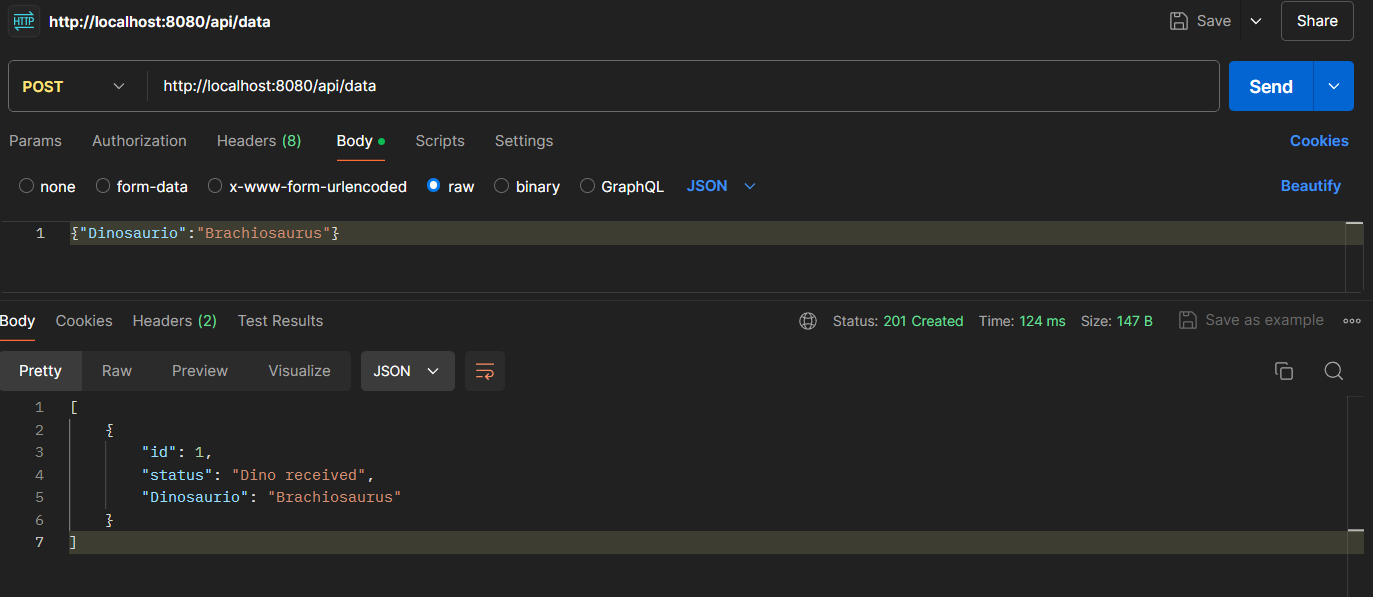 HTTP http://localhost:8080/api/data Save Share
POST http://localhost:8080/api/data Send
Params Authorization Headers (8) Body Scripts Settings Cookies
none form-data x-www-form-urlencoded raw binary GraphQL JSON Beautify
1 {"Dinosaurio":"Brachiosaurus"}
Body Cookies Headers (2) Test Results Status: 201 Created Time: 124 ms Size: 147 B Save as example
Pretty Raw Preview Visualize JSON
1 [
2 {
3 "id": 1,
4 "status": "Dino received",
5 "Dinosaurio": "Brachiosaurus"
6 }
7 ]